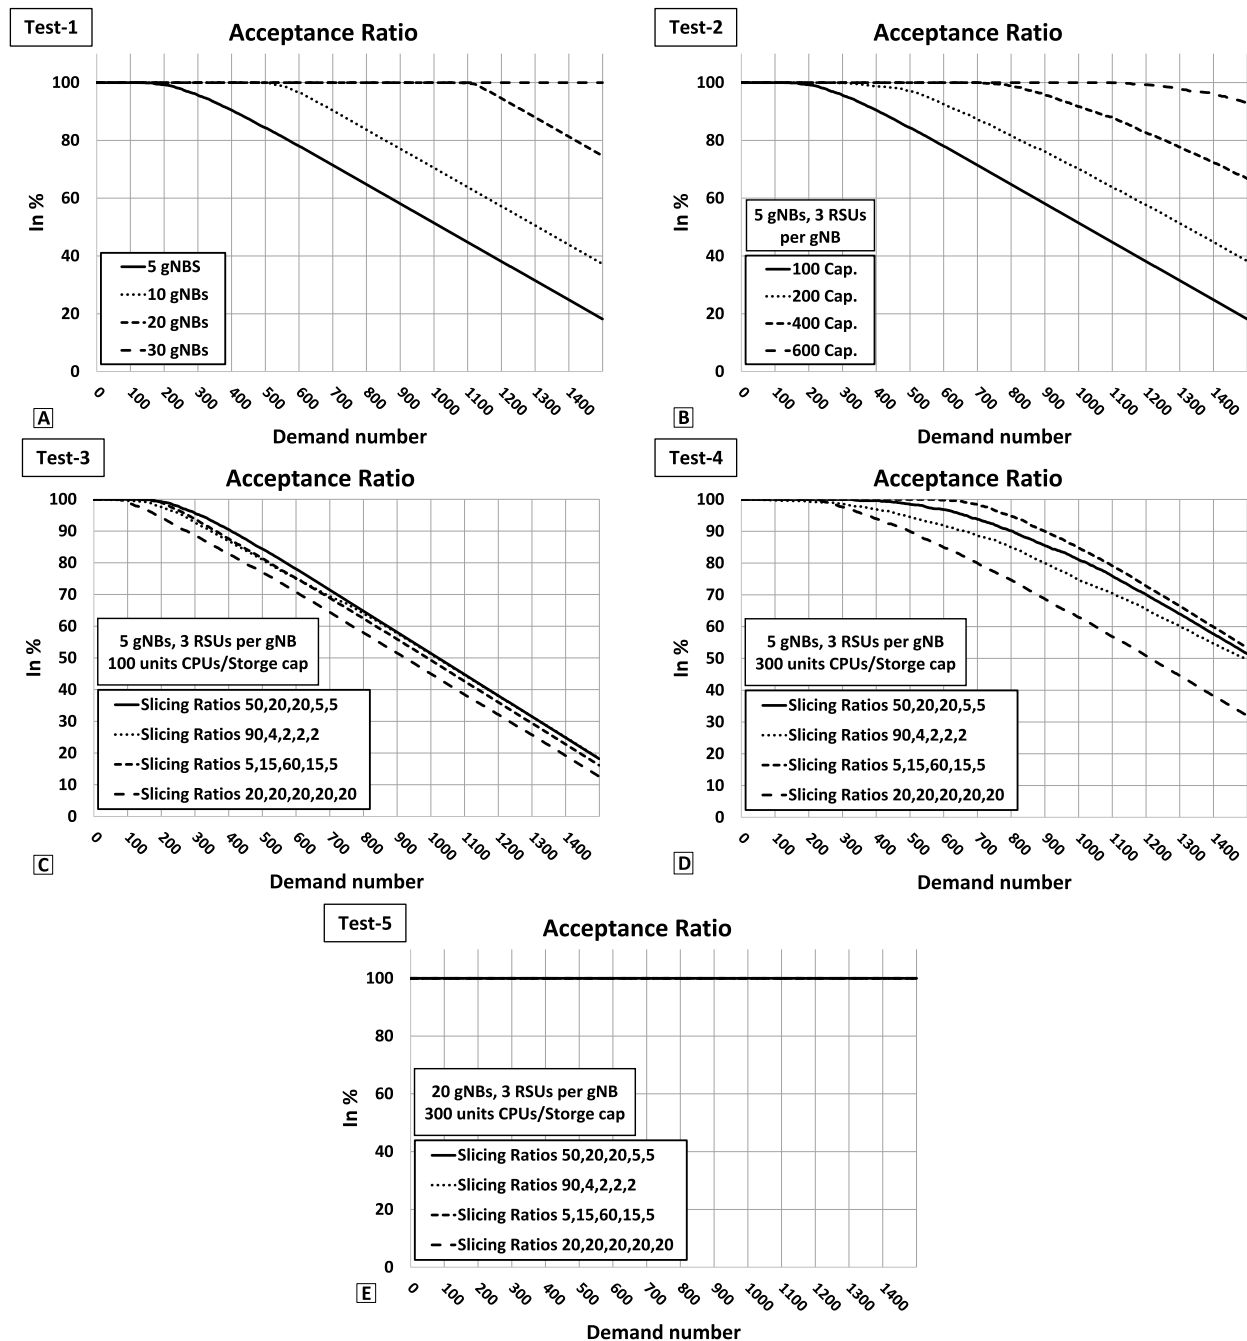 Test-1
Acceptance Ratio
100
80
60
40
20
0
In %
5 gNBS
10 gNBs
20 gNBs
30 gNBs
0 100 200 300 400 500 600 700 800 900 1000 1100 1200 1300 1400
A
Demand number
Test-2
Acceptance Ratio
100
80
60
40
20
0
In %
5 gNBs, 3 RSUs
per gNB
100 Cap.
200 Cap.
400 Cap.
600 Cap.
0 100 200 300 400 500 600 700 800 900 1000 1100 1200 1300 1400
B
Demand number
Test-3
Acceptance Ratio
100
90
80
70
60
50
40
30
20
10
0
In %
5 gNBs, 3 RSUs per gNB
100 units CPUs/Storge cap
Slicing Ratios 50,20,20,5,5
Slicing Ratios 90,4,2,2,2
Slicing Ratios 5,15,60,15,5
Slicing Ratios 20,20,20,20,20
0 100 200 300 400 500 600 700 800 900 1000 1100 1200 1300 1400
C
Demand number
Test-4
Acceptance Ratio
100
90
80
70
60
50
40
30
20
10
0
In %
5 gNBs, 3 RSUs per gNB
300 units CPUs/Storge cap
Slicing Ratios 50,20,20,5,5
Slicing Ratios 90,4,2,2,2
Slicing Ratios 5,15,60,15,5
Slicing Ratios 20,20,20,20,20
0 100 200 300 400 500 600 700 800 900 1000 1100 1200 1300 1400
D
Demand number
Test-5
Acceptance Ratio
100
80
60
40
20
0
In %
20 gNBs, 3 RSUs per gNB
300 units CPUs/Storge cap
Slicing Ratios 50,20,20,5,5
Slicing Ratios 90,4,2,2,2
Slicing Ratios 5,15,60,15,5
Slicing Ratios 20,20,20,20,20
0 100 200 300 400 500 600 700 800 900 1000 1100 1200 1300 1400
E
Demand number